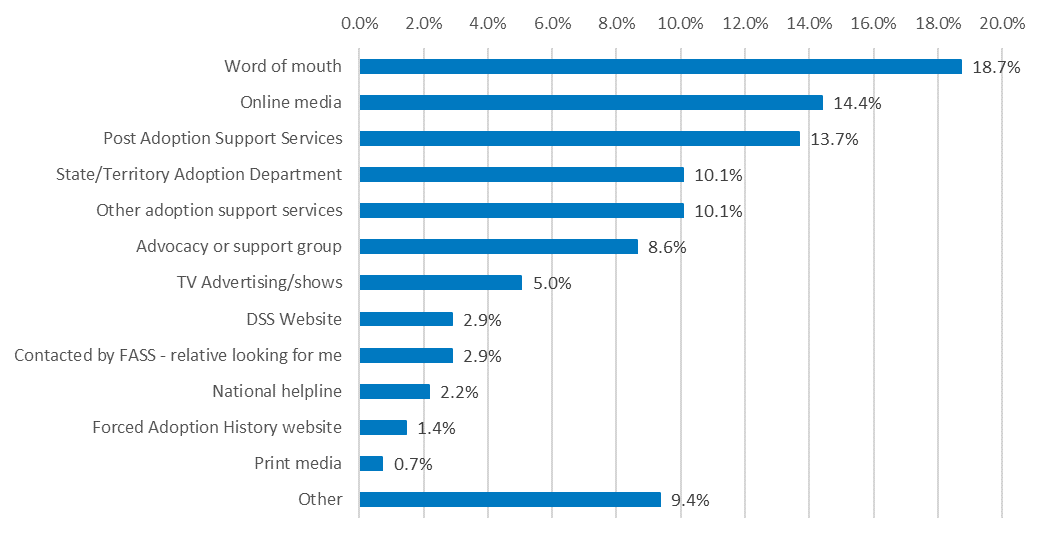 0.0% 2.0% 4.0% 6.0% 8.0% 10.0% 12.0% 14.0% 16.0% 18.0% 20.0%
Word of mouth 18.7%
Online media 14.4%
Post Adoption Support Services 13.7%
State/Territory Adoption Department 10.1%
Other adoption support services 10.1%
Advocacy or support group 8.6%
TV Advertising/shows 5.0%
DSS Website 2.9%
Contacted by FASS - relative looking for me 2.9%
National helpline 2.2%
Forced Adoption History website 1.4%
Print media 0.7%
Other 9.4%